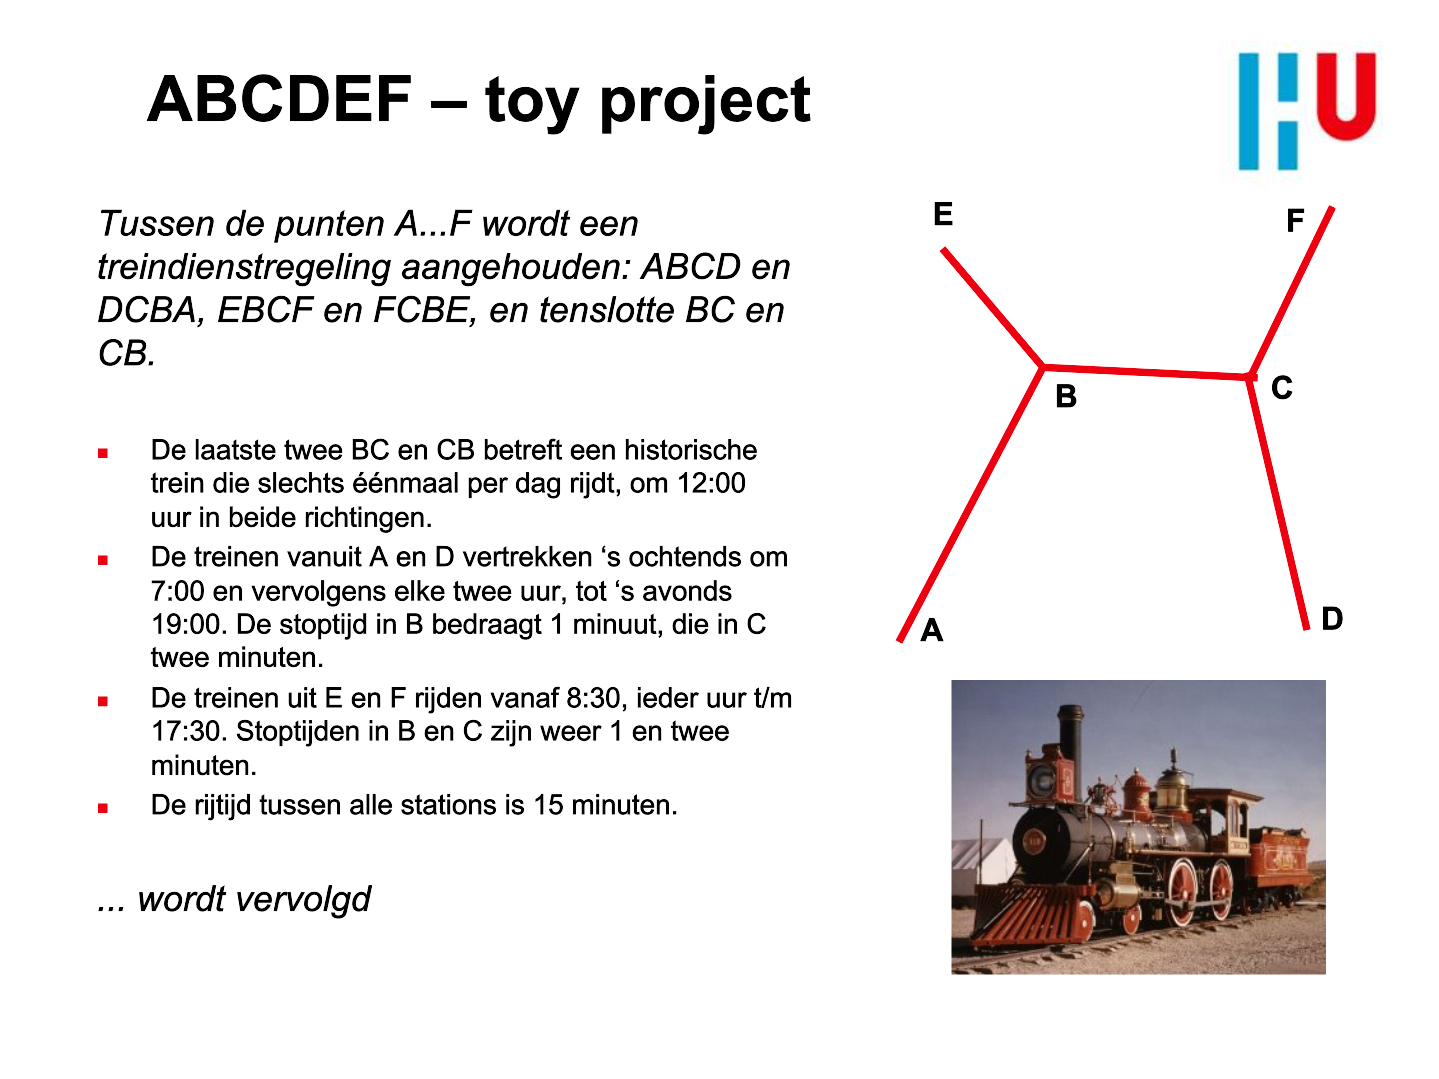 ABCDEF – toy project
HU
Tussen de punten A...F wordt een
treindienstregeling aangehouden: ABCD en
DCBA, EBCF en FCBE, en tenslotte BC en
CB.
■ De laatste twee BC en CB betreft een historische
trein die slechts éénmaal per dag rijdt, om 12:00
uur in beide richtingen.
■ De treinen vanuit A en D vertrekken ‘s ochtends om
7:00 en vervolgens elke twee uur, tot ‘s avonds
19:00. De stoptijd in B bedraagt 1 minuut, die in C
twee minuten.
■ De treinen uit E en F rijden vanaf 8:30, ieder uur t/m
17:30. Stoptijden in B en C zijn weer 1 en twee
minuten.
■ De rijtijd tussen alle stations is 15 minuten.
... wordt vervolgd
E
F
B
C
A
D